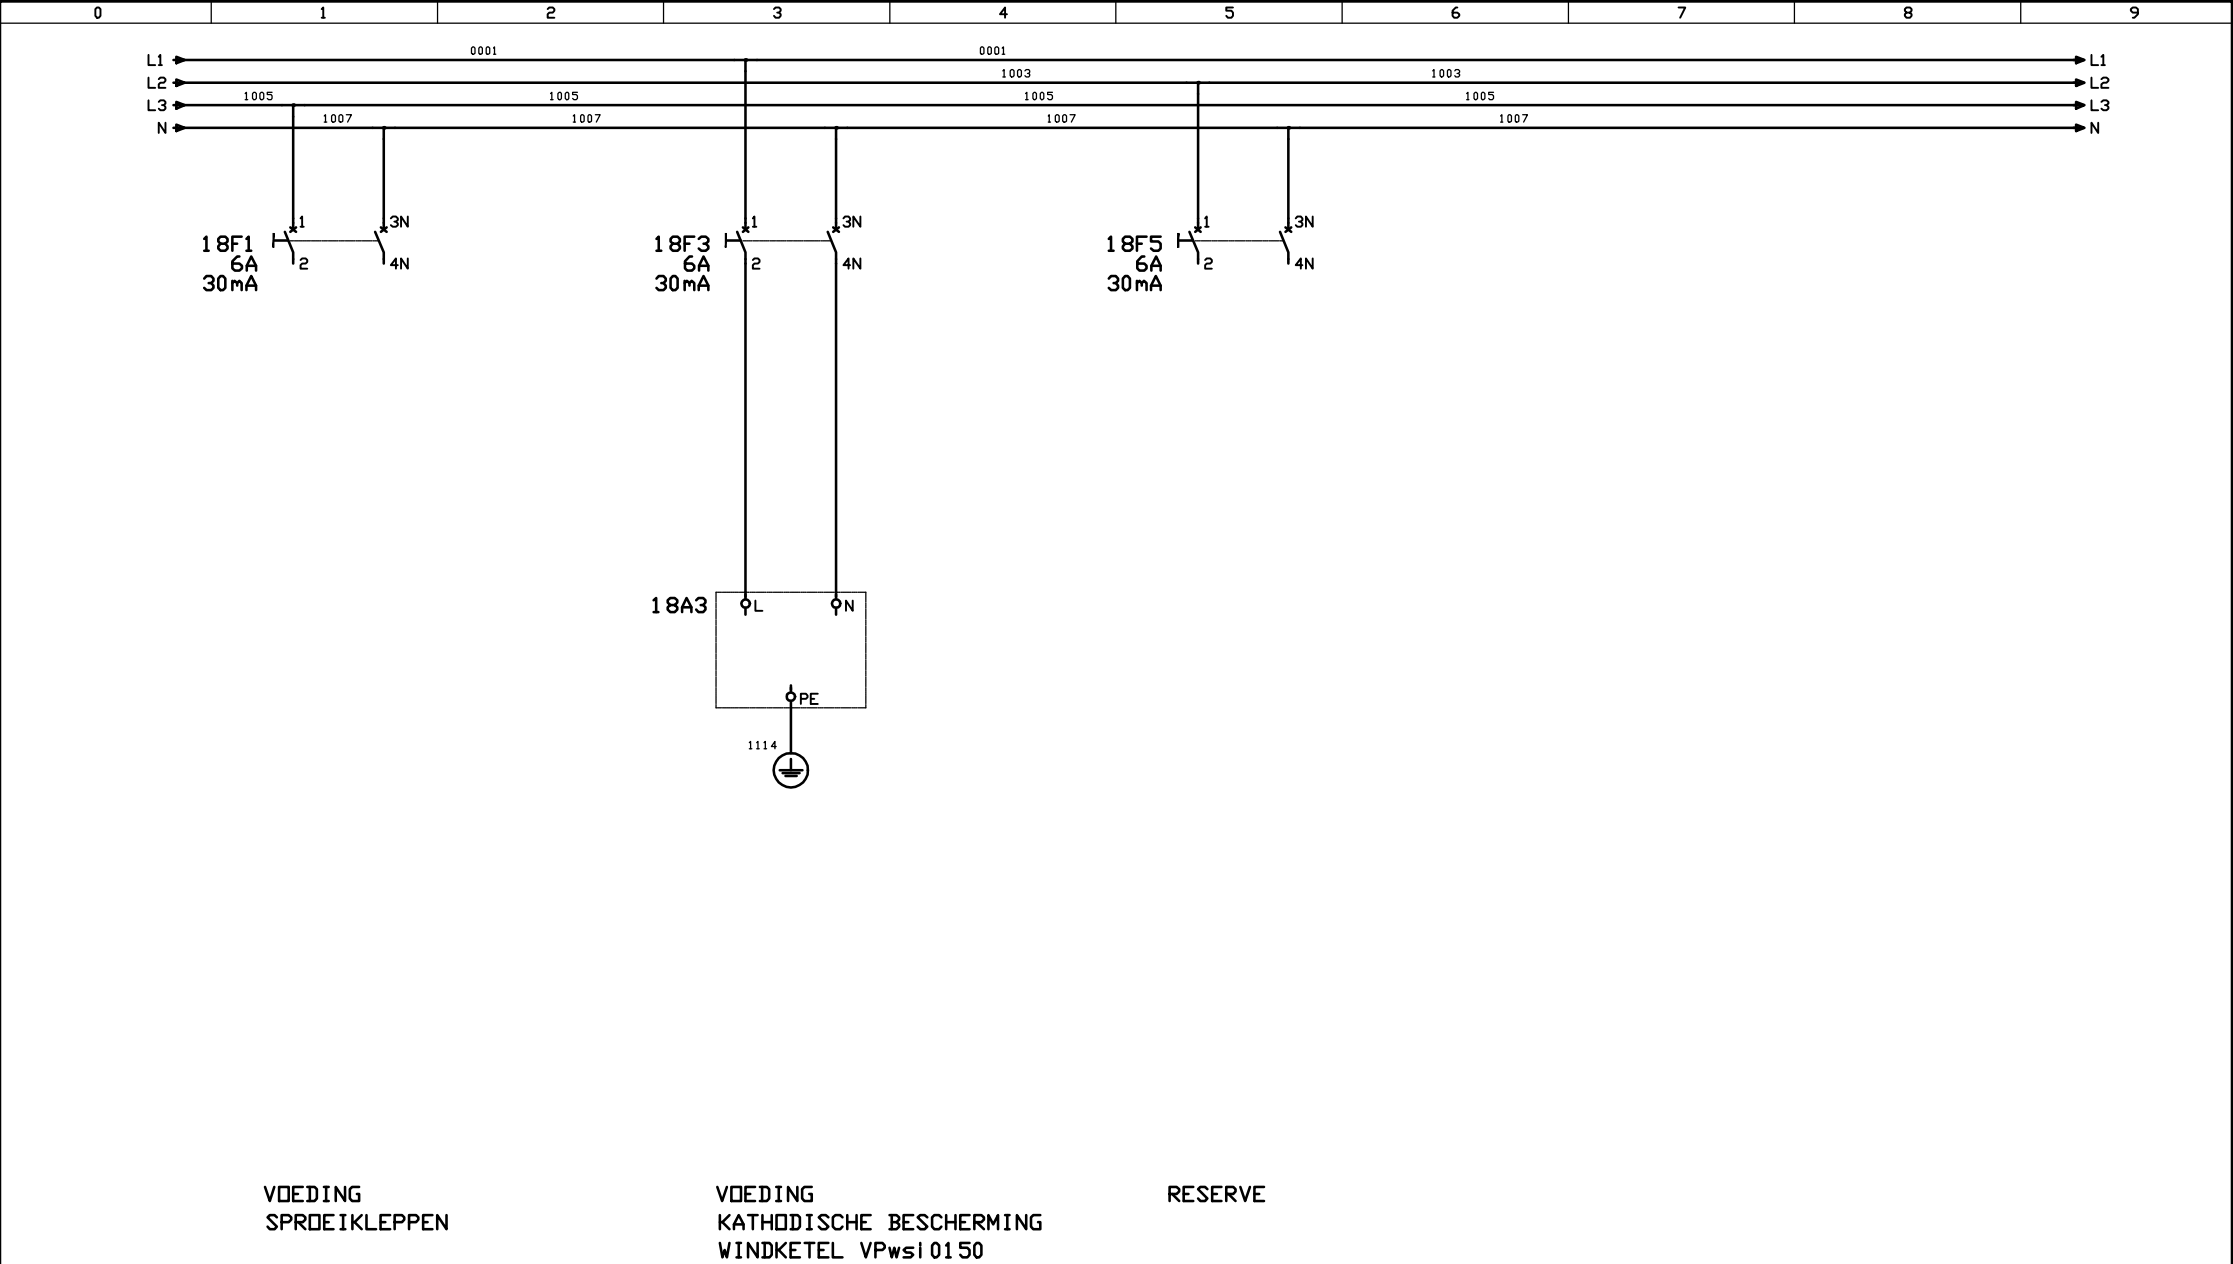 0 1 2 3 4 5 6 7 8 9
0001 0001
L1 L1
1003 1003
L2 L2
1005 1005 1005 1005
L3 L3
1007 1007 1007 1007
N N
1 3N 1 3N 1 3N
18F1 18F3 18F5
6A 2 4N 6A 2 4N 6A 2 4N
30mA 30mA 30mA
18A3 L N
PE
1114
VOEDING VOEDING RESERVE
SPROEIKLEPPEN KATHODISCHE BESCHERMING
WINDKETEL VPwsi0150